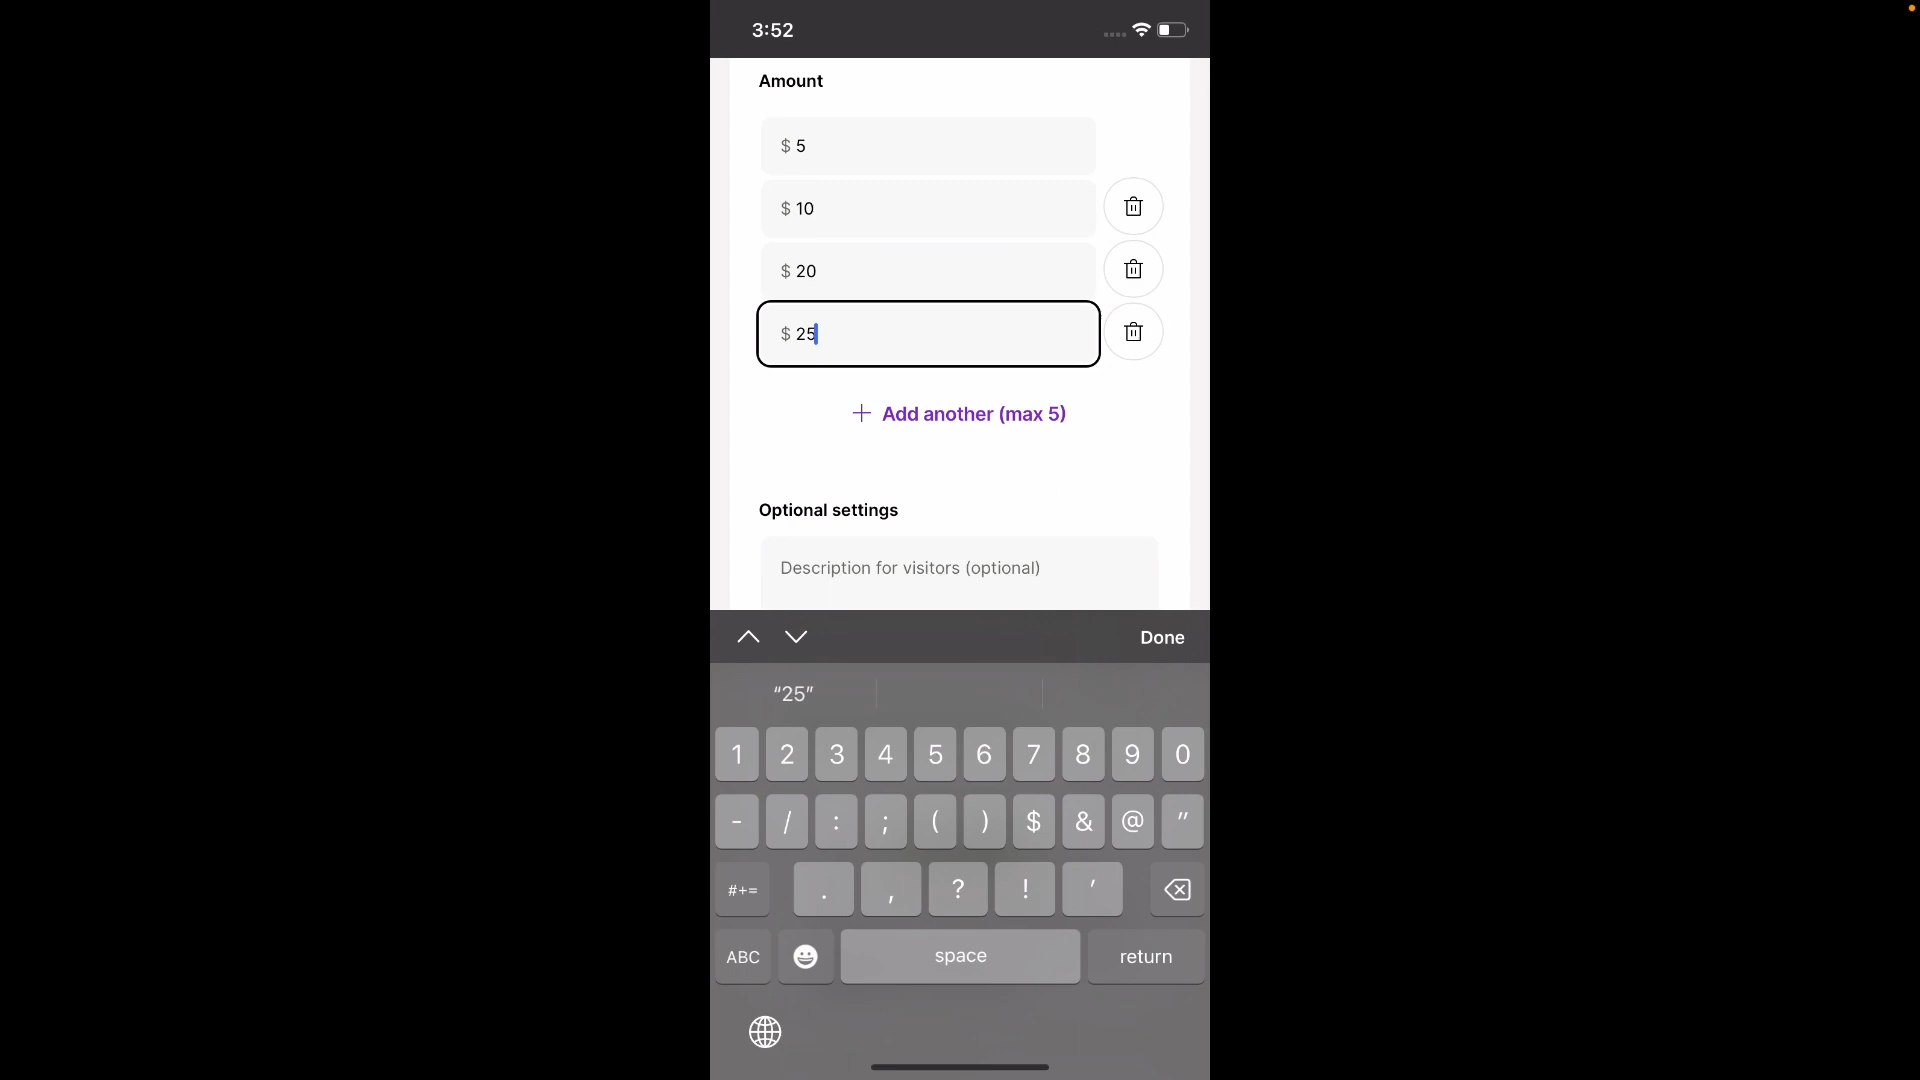 3:52
Amount
$ 5
$ 10
$ 20
$ 25
+ Add another (max 5)
Optional settings
Description for visitors (optional)
Done
“25”
1 2 3 4 5 6 7 8 9 0
- / : ; ( ) $ & @ "
#+= . , ? ! '
ABC space return